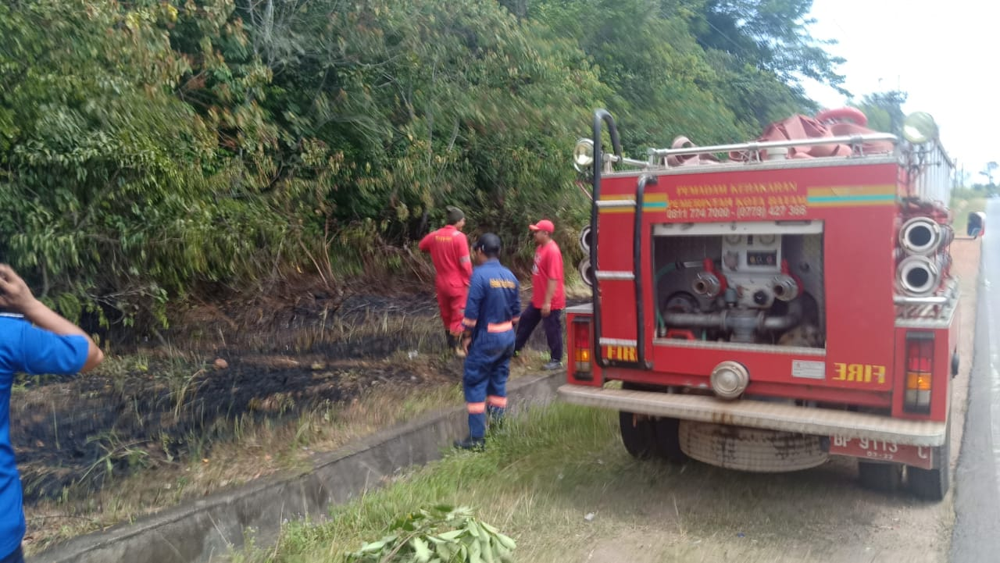 PEMADAM KEBAKARAN
PEMERINTAH KOTA BATAM
0811 774 7000 - (0778) 427 368
FIRE
FIRE
BP 9113 C